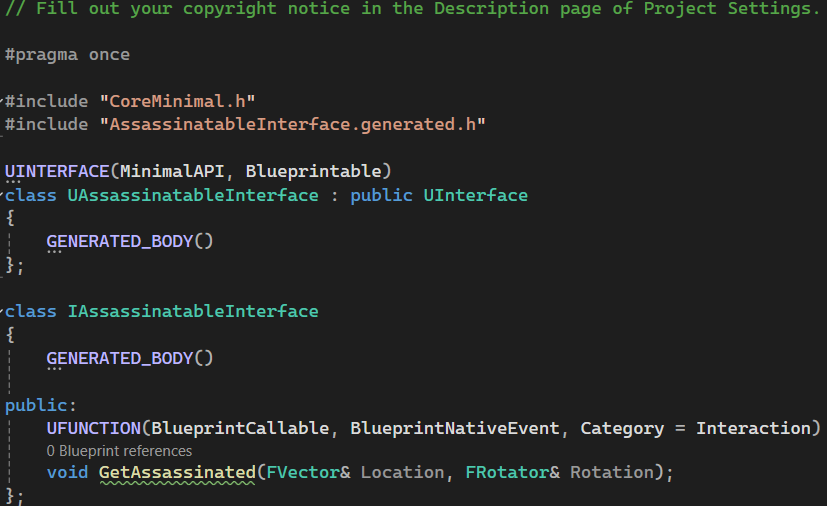 // Fill out your copyright notice in the Description page of Project Settings.
#pragma once
#include "CoreMinimal.h"
#include "AssassinatableInterface.generated.h"
UINTERFACE(MinimalAPI, Blueprintable)
class UAssassinatableInterface : public UInterface
{
GENERATED_BODY()
};
class IAssassinatableInterface
{
GENERATED_BODY()
public:
UFUNCTION(BlueprintCallable, BlueprintNativeEvent, Category = Interaction)
0 Blueprint references
void GetAssassinated(FVector& Location, FRotator& Rotation);
};